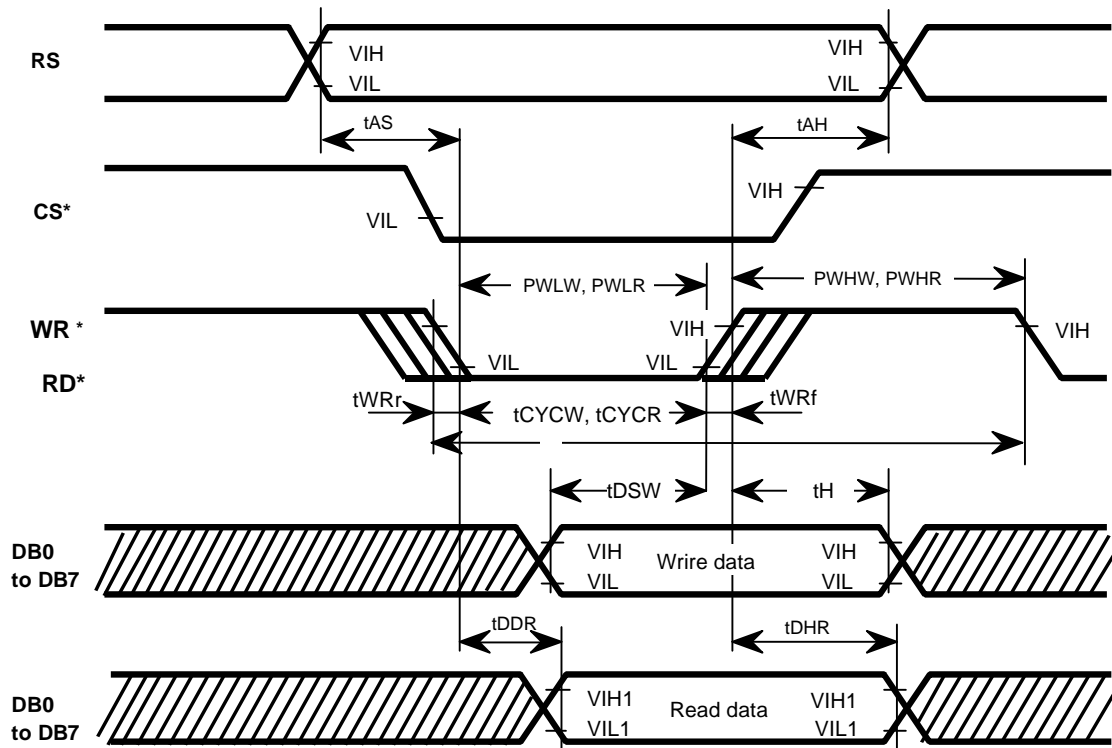 RS
VIH
VIH
VIL
VIL
tAS
tAH
CS*
VIL
VIH
PWLW, PWLR
PWHW, PWHR
WR *
VIH
VIH
RD*
VIL
VIL
tWRr
tCYCW, tCYCR
tWRf
tDSW
tH
DB0
to DB7
VIH
Wrire data
VIH
VIL
VIL
tDDR
tDHR
DB0
to DB7
VIH1
Read data
VIH1
VIL1
VIL1